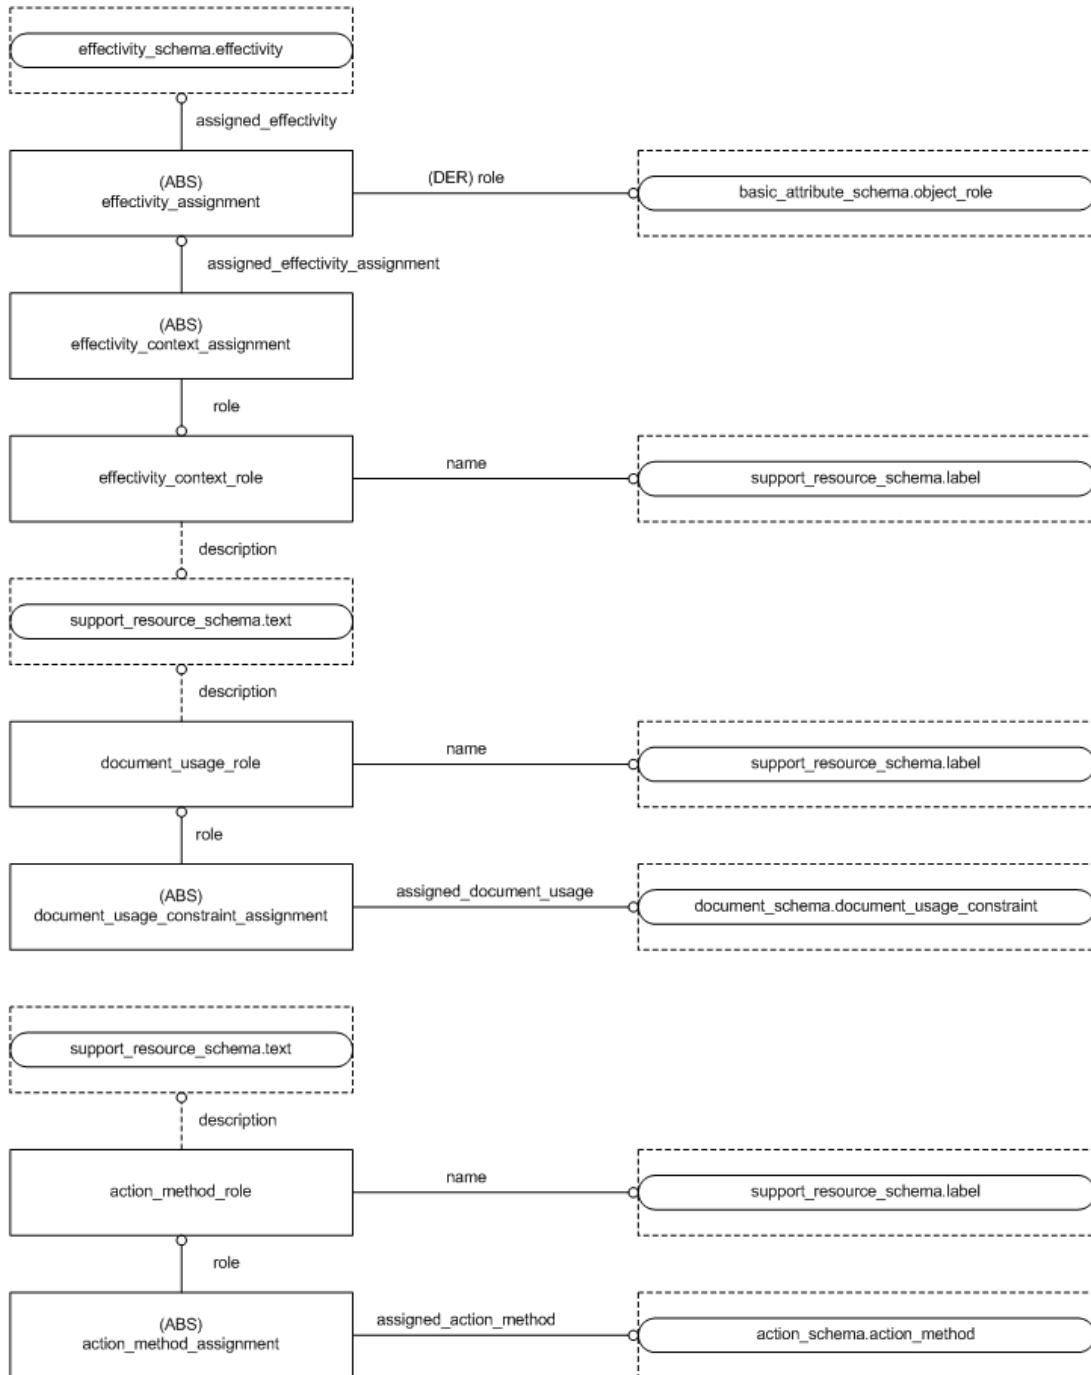 effectivity_schema.effectivity
assigned_effectivity
(ABS)
effectivity_assignment
(DER) role
basic_attribute_schema.object_role
assigned_effectivity_assignment
(ABS)
effectivity_context_assignment
role
effectivity_context_role
name
support_resource_schema.label
description
support_resource_schema.text
description
document_usage_role
name
support_resource_schema.label
role
(ABS)
document_usage_constraint_assignment
assigned_document_usage
document_schema.document_usage_constraint
support_resource_schema.text
description
action_method_role
name
support_resource_schema.label
role
(ABS)
action_method_assignment
assigned_action_method
action_schema.action_method